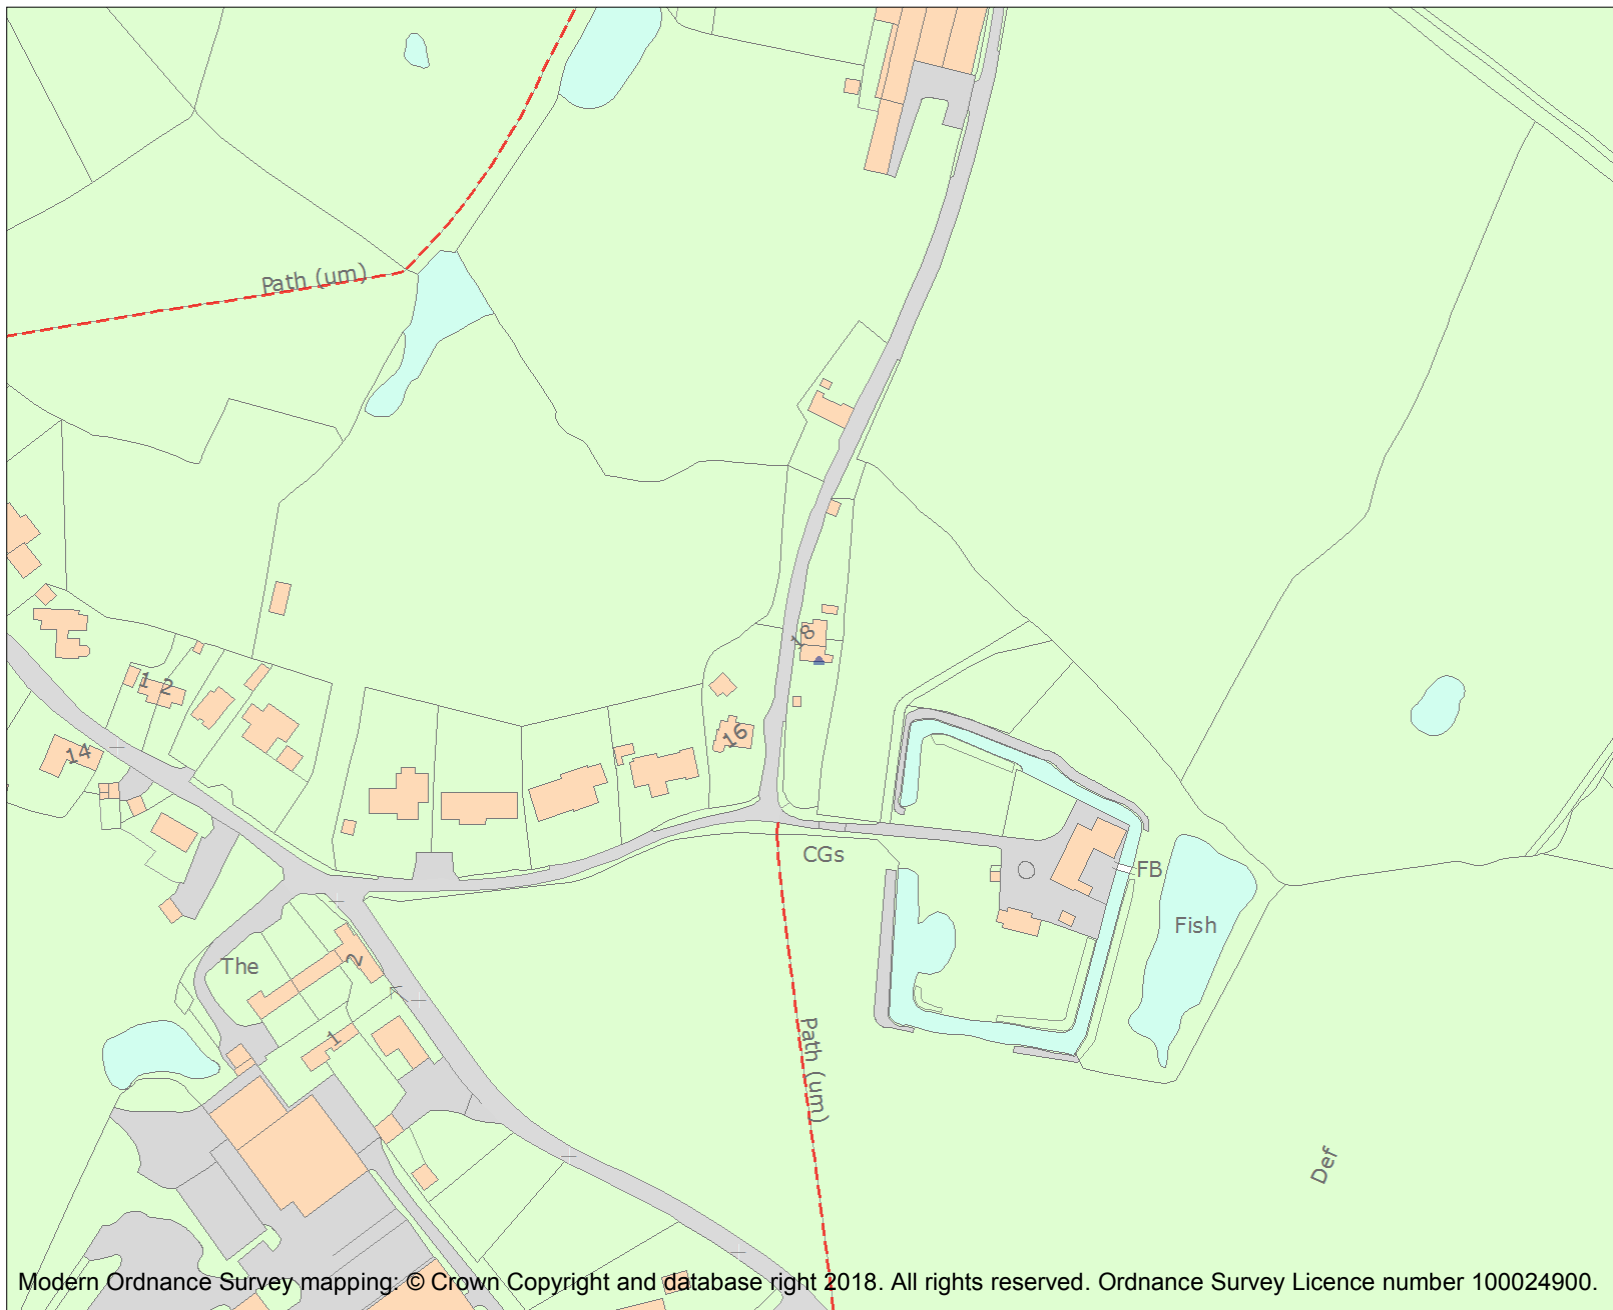 Path (um)
18
1 2
14
16
CGs
FB
Fish
The
2
1
Path (um)
Def
Modern Ordnance Survey mapping: © Crown Copyright and database right 2018. All rights reserved. Ordnance Survey Licence number 100024900.